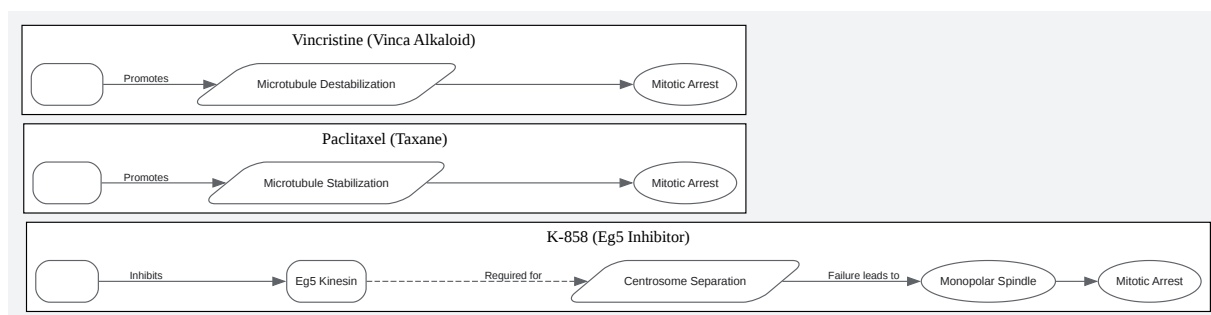 Vincristine (Vinca Alkaloid)
Promotes
Microtubule Destabilization
Mitotic Arrest
Paclitaxel (Taxane)
Promotes
Microtubule Stabilization
Mitotic Arrest
K-858 (Eg5 Inhibitor)
Inhibits
Eg5 Kinesin
Required for
Centrosome Separation
Failure leads to
Monopolar Spindle
Mitotic Arrest